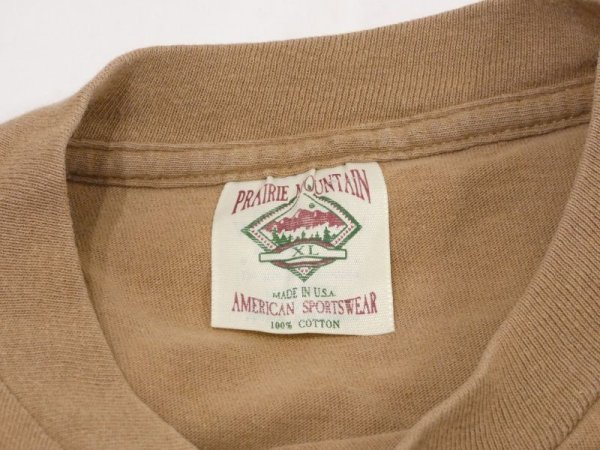 PRAIRIE MOUNTAIN
XL
MADE IN U.S.A.
AMERICAN SPORTSWEAR
100% COTTON